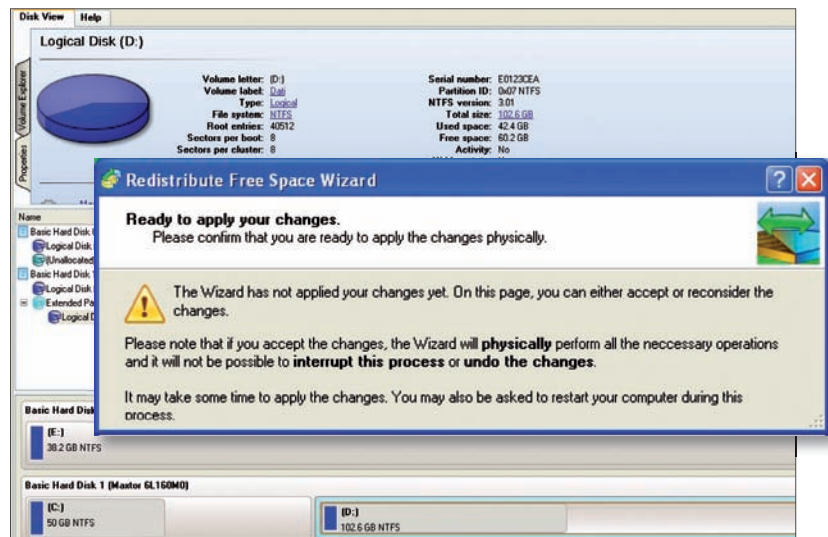 Disk View Help
Logical Disk (D:)
Volume Explorer
Properties
Volume letter: (D:)
Volume label: Dati
Type: Logical
File system: NTFS
Root entries: 40512
Sectors per boot: 8
Sectors per cluster: 8
Serial number: E0123CEA
Partition ID: 0x07 NTFS
NTFS version: 3.01
Total size: 102.6 GB
Used space: 42.4 GB
Free space: 60.2 GB
Activity: No
Redistribute Free Space Wizard
Ready to apply your changes.
Please confirm that you are ready to apply the changes physically.
The Wizard has not applied your changes yet. On this page, you can either accept or reconsider the
changes.
Please note that if you accept the changes, the Wizard will physically perform all the neccessary operations
and it will not be possible to interrupt this process or undo the changes.
It may take some time to apply the changes. You may also be asked to restart your computer during this
process.
Name
Basic Hard Disk
Logical Disk
(Unallocated)
Basic Hard Disk
Logical Disk
Extended Pa
Logical D
Basic Hard Disk
(E:)
38.2 GB NTFS
Basic Hard Disk 1 (Maxtor 6L160M0)
(C:)
50 GB NTFS
(D:)
102.6 GB NTFS